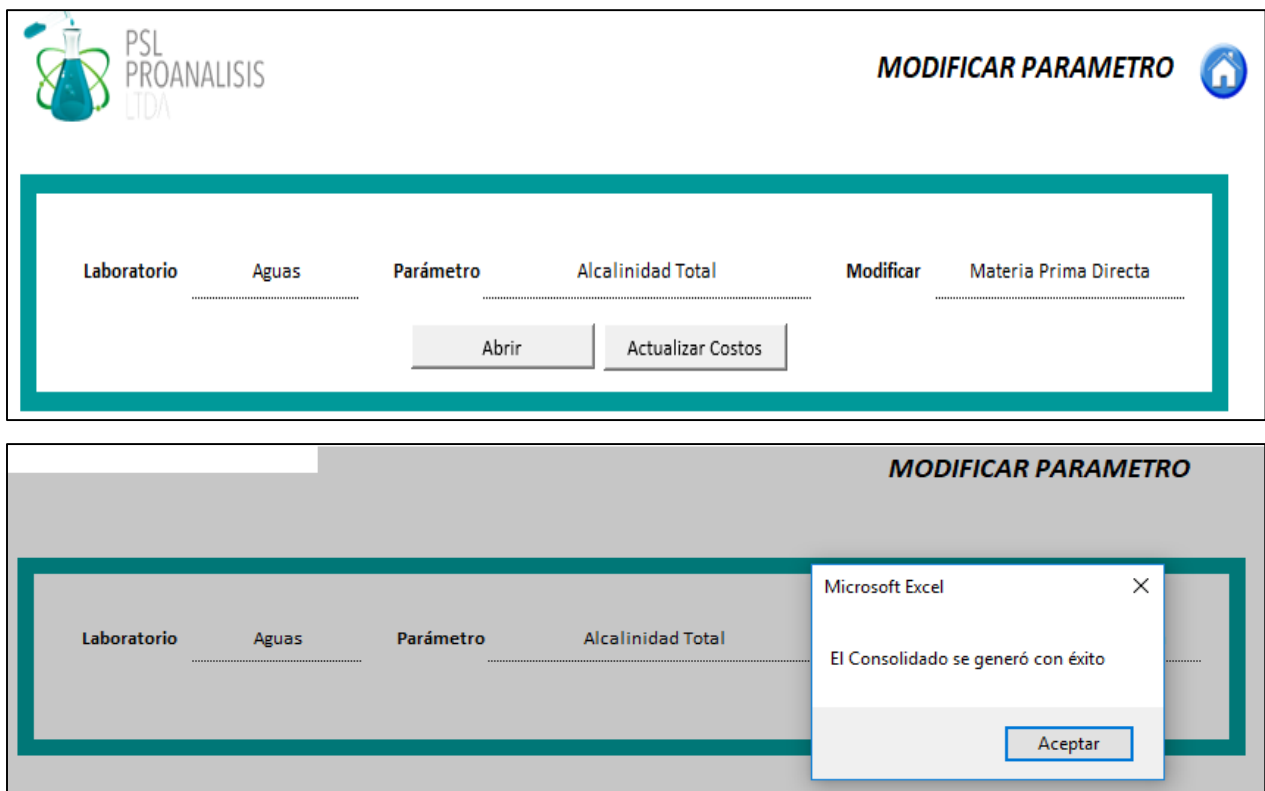 PSL
PROANALISIS
LTDA
MODIFICAR PARAMETRO
Laboratorio Aguas Parámetro Alcalinidad Total Modificar Materia Prima Directa
Abrir Actualizar Costos
MODIFICAR PARAMETRO
Microsoft Excel
Laboratorio Aguas Parámetro Alcalinidad Total
El Consolidado se generó con éxito
Aceptar